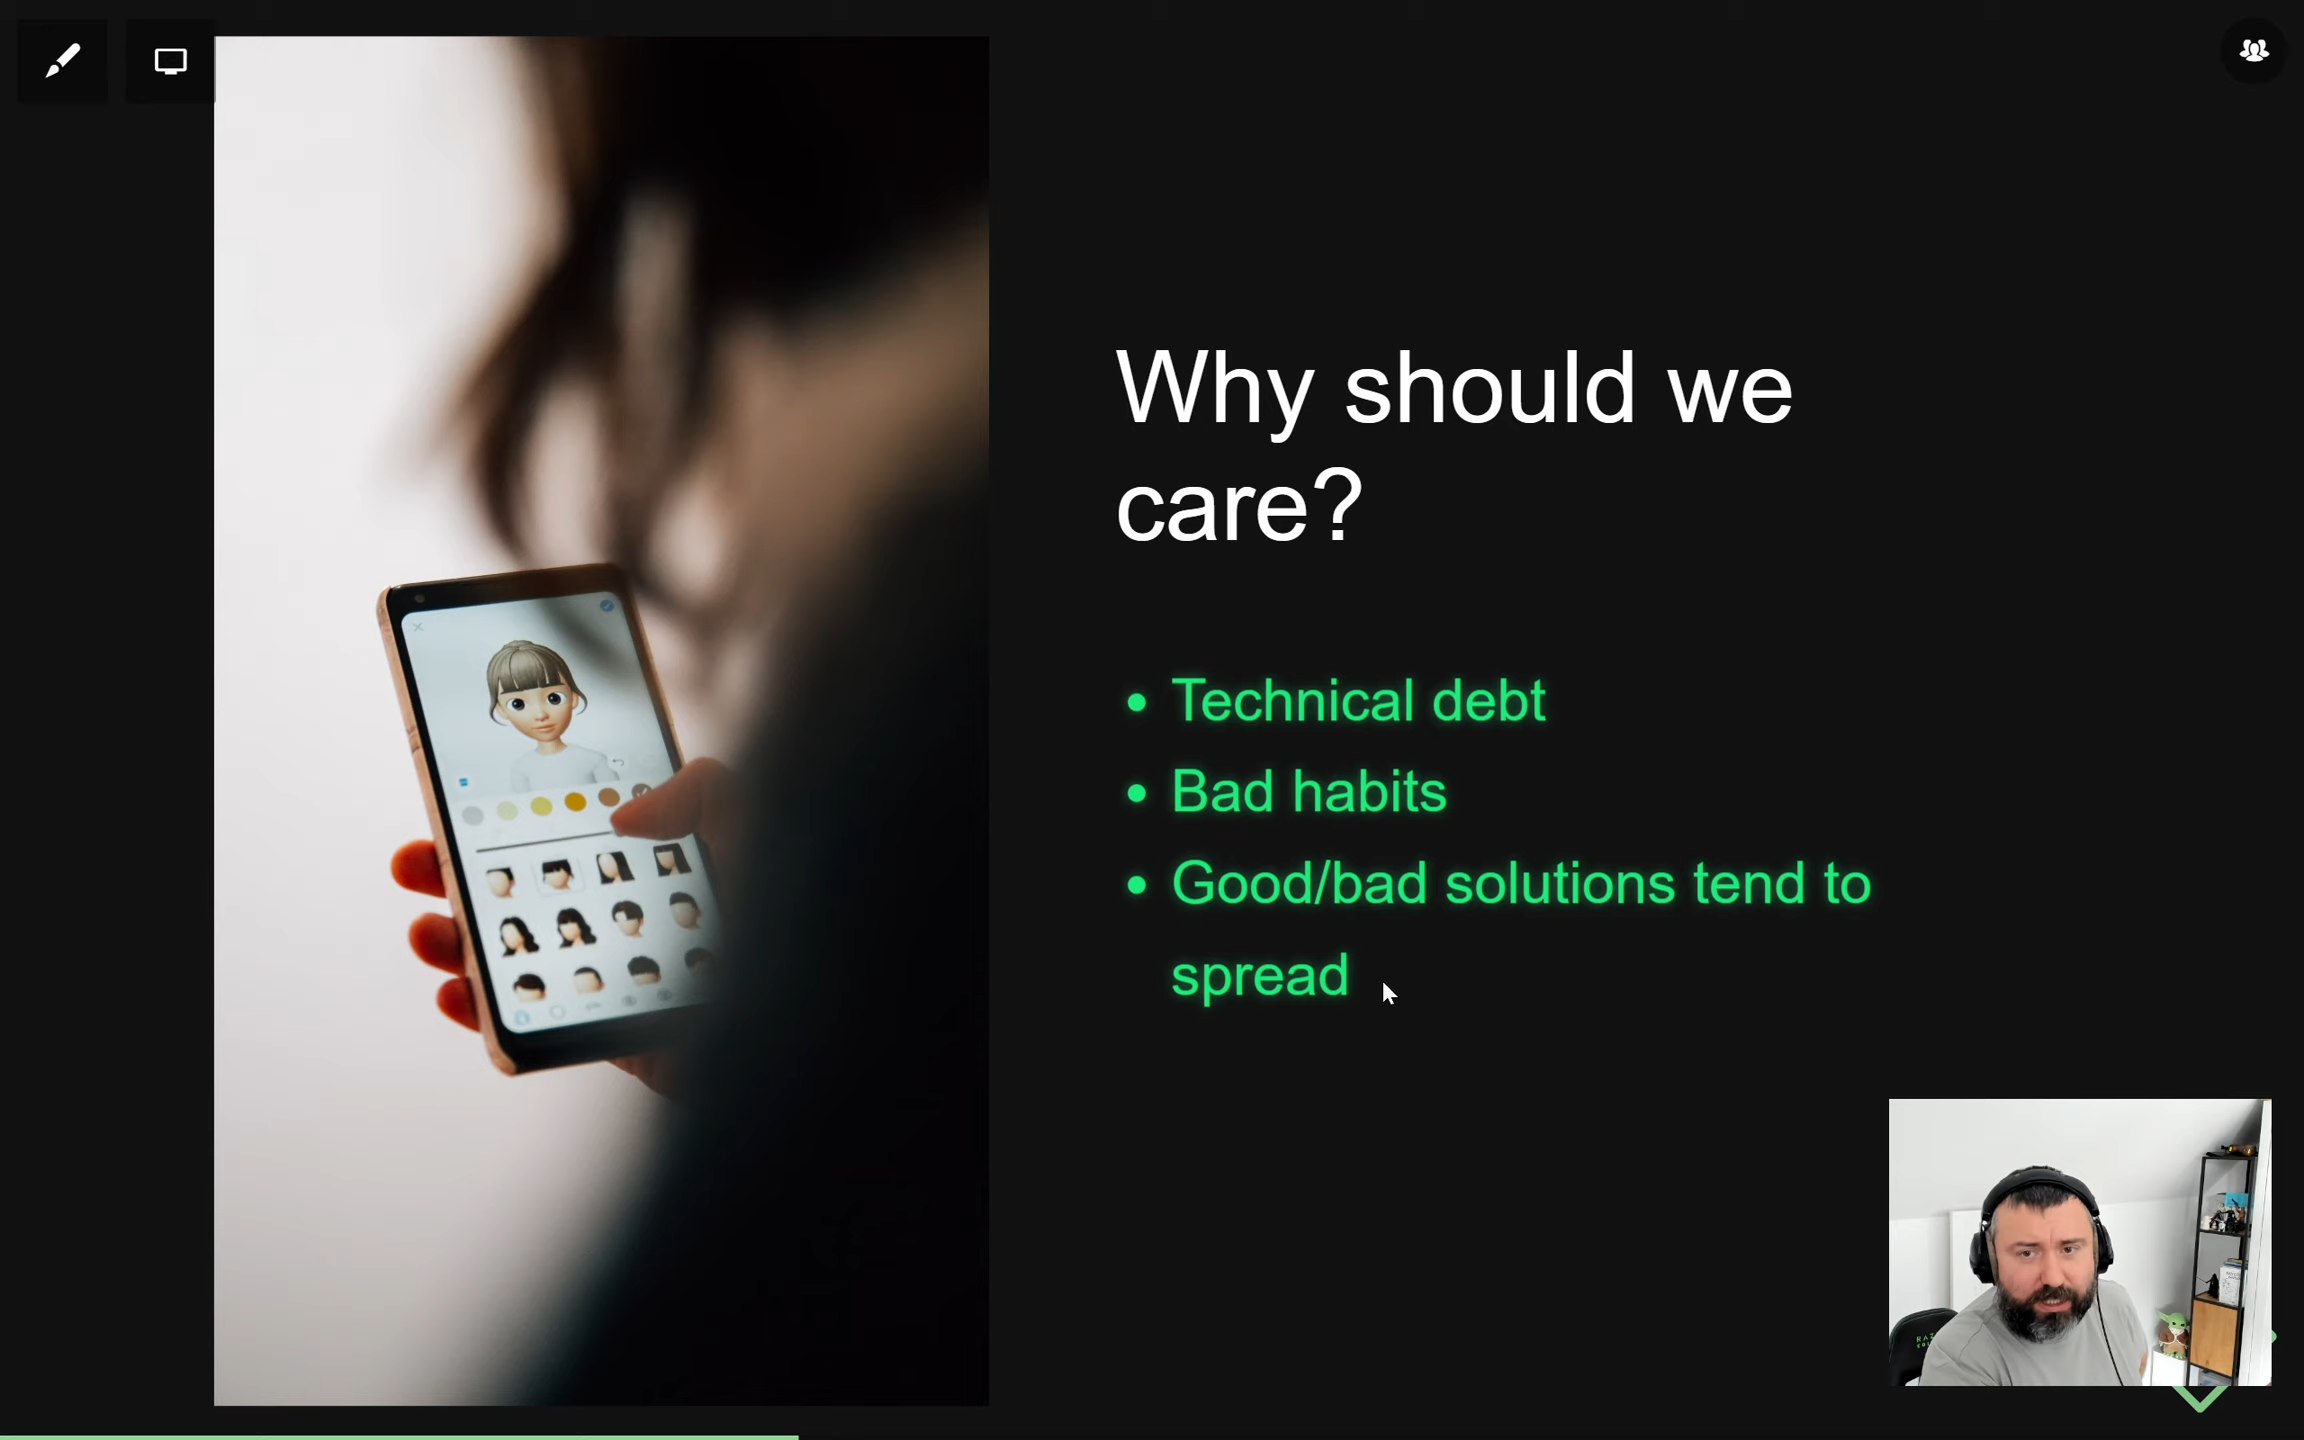 Why should we
care?
• Technical debt
• Bad habits
• Good/bad solutions tend to
spread